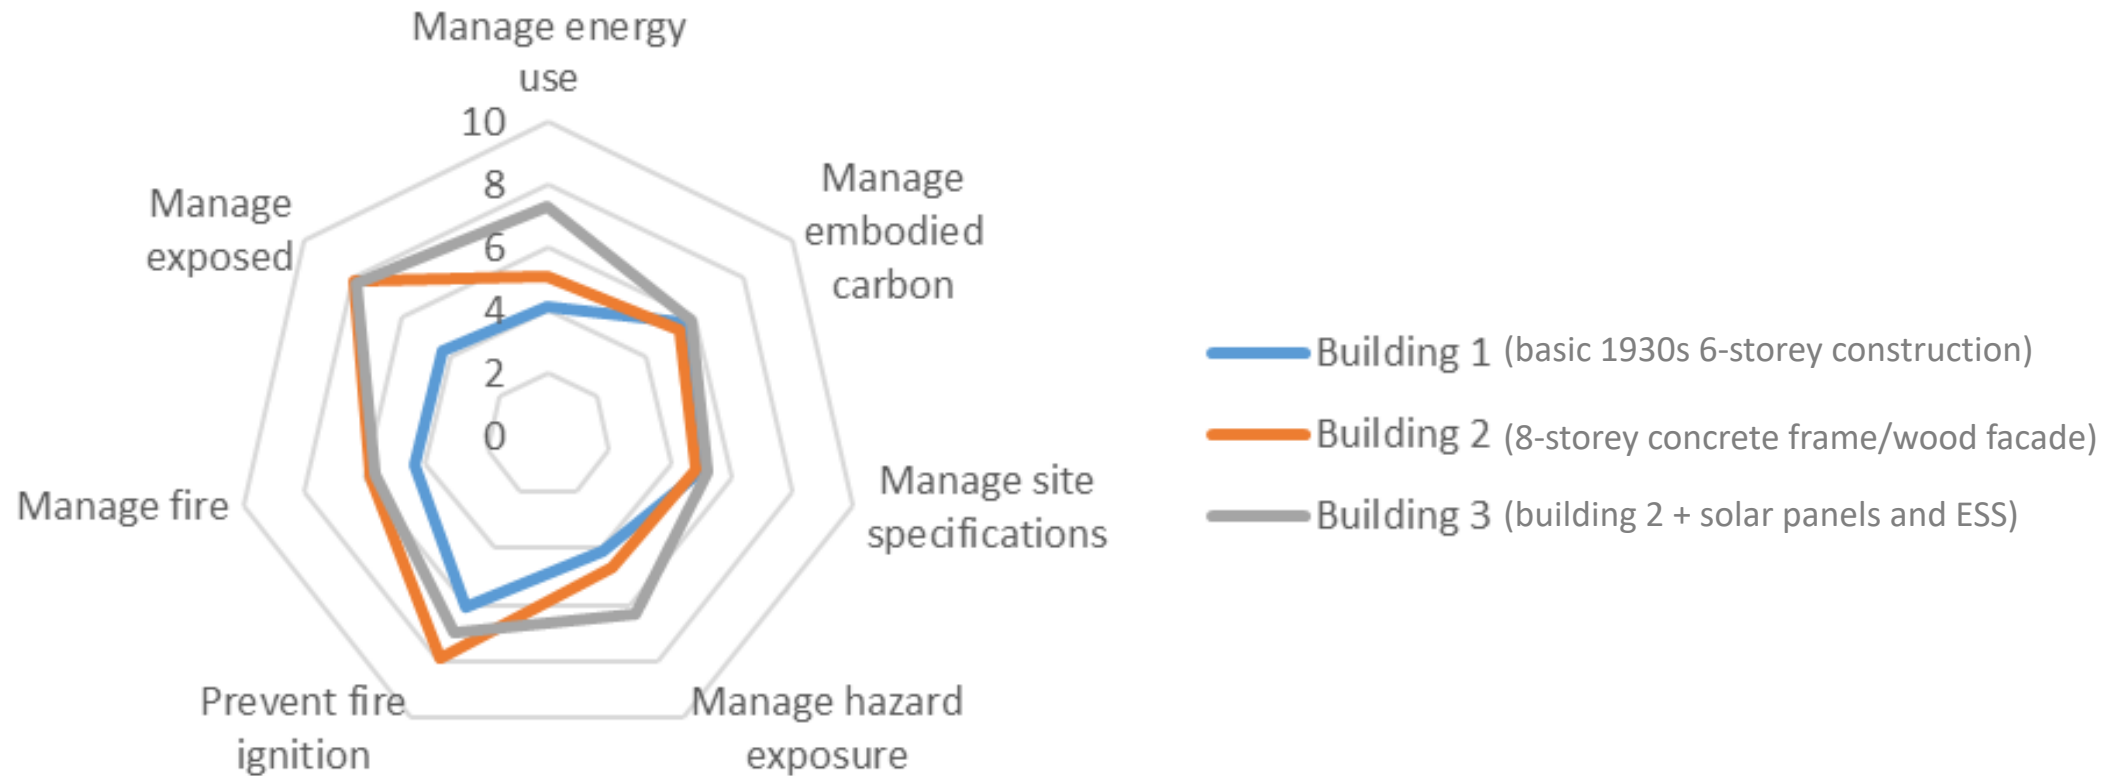 Manage energy
use
10
8
6
4
2
0
Manage
embodied
carbon
Manage site
specifications
Manage hazard
exposure
Prevent fire
ignition
Manage fire
Manage
exposed
Building 1 (basic 1930s 6-storey construction)
Building 2 (8-storey concrete frame/wood facade)
Building 3 (building 2 + solar panels and ESS)